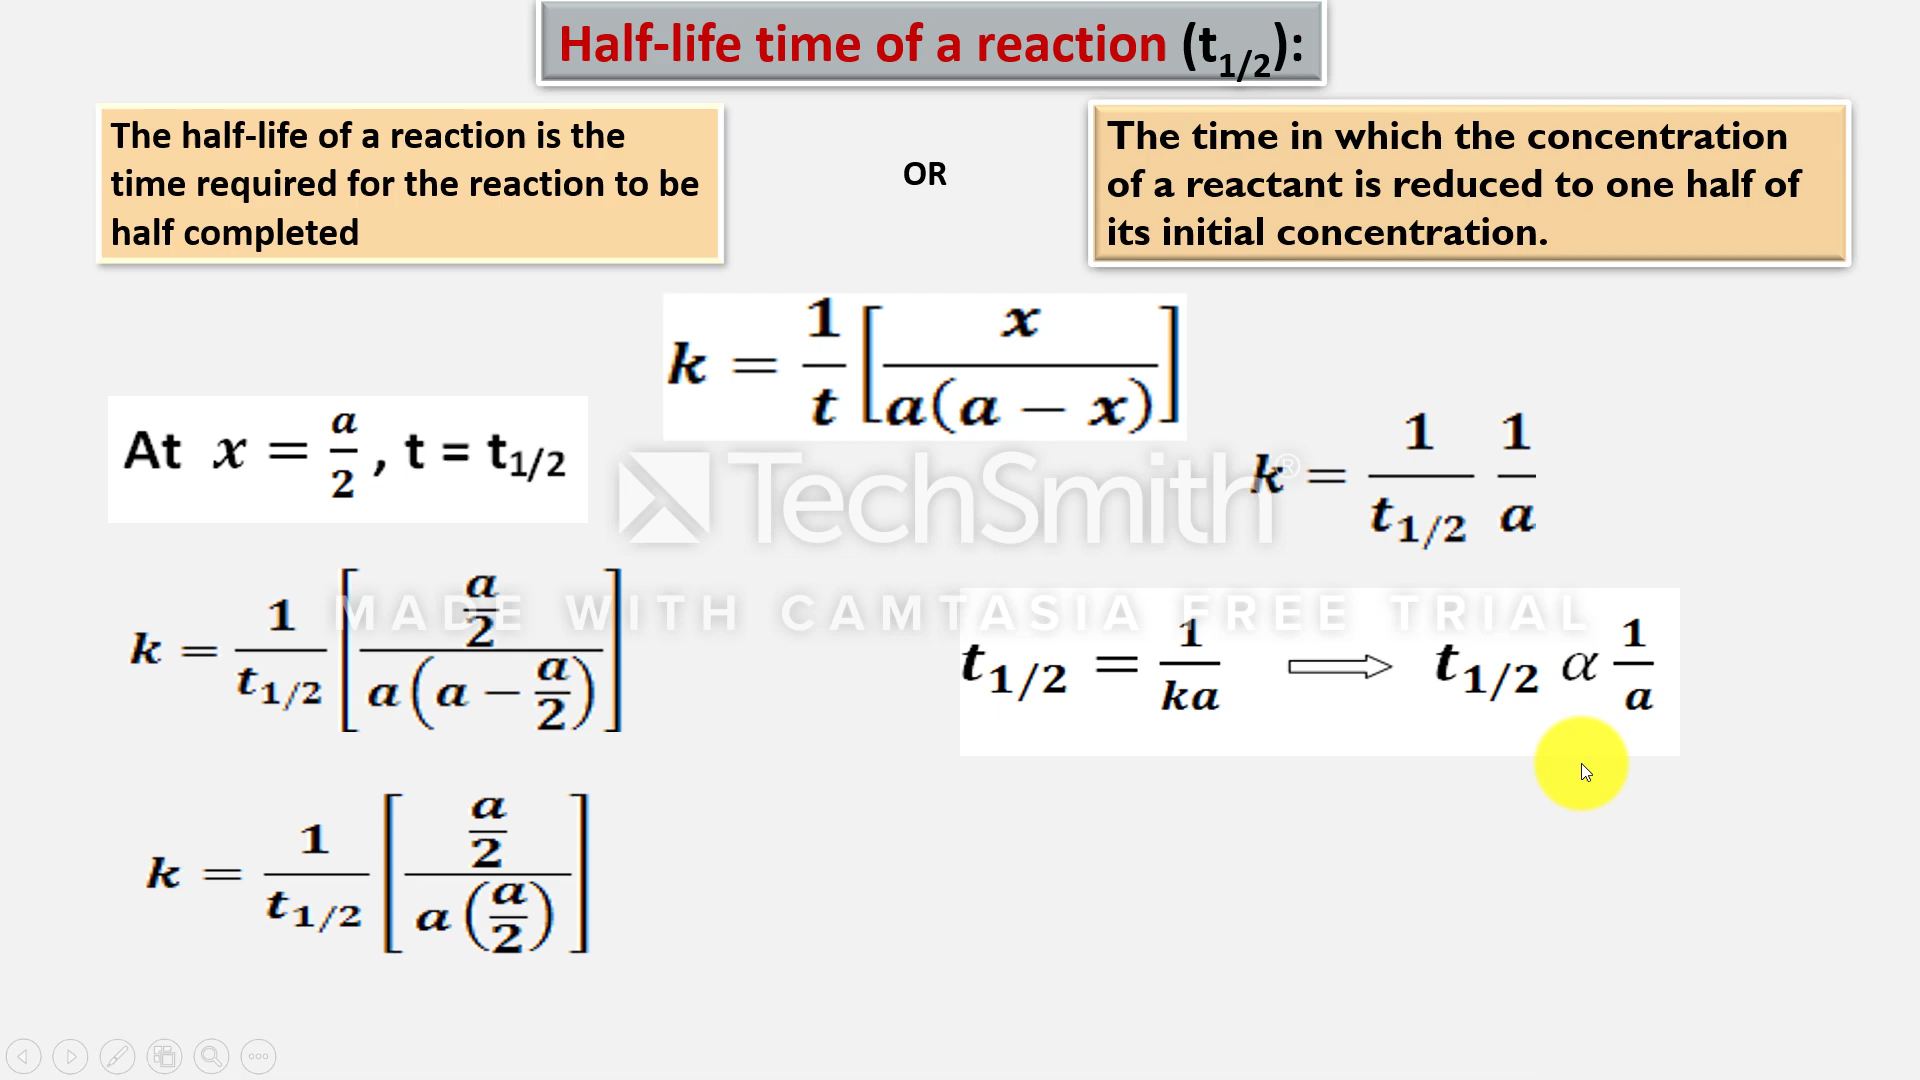 Half-life time of a reaction (t1/2):
The half-life of a reaction is the
time required for the reaction to be
half completed
OR
The time in which the concentration
of a reactant is reduced to one half of
its initial concentration.
k = 1/t [x / a(a − x)]
At x = a/2 , t = t1/2
k = 1/t1/2 [a/2 / a(a − a/2)]
k = 1/t1/2 [a/2 / a(a/2)]
k = 1/t1/2 1/a
t1/2 = 1/ka ⟹ t1/2 α 1/a
TechSmith®
MADE WITH CAMTASIA FREE TRIAL